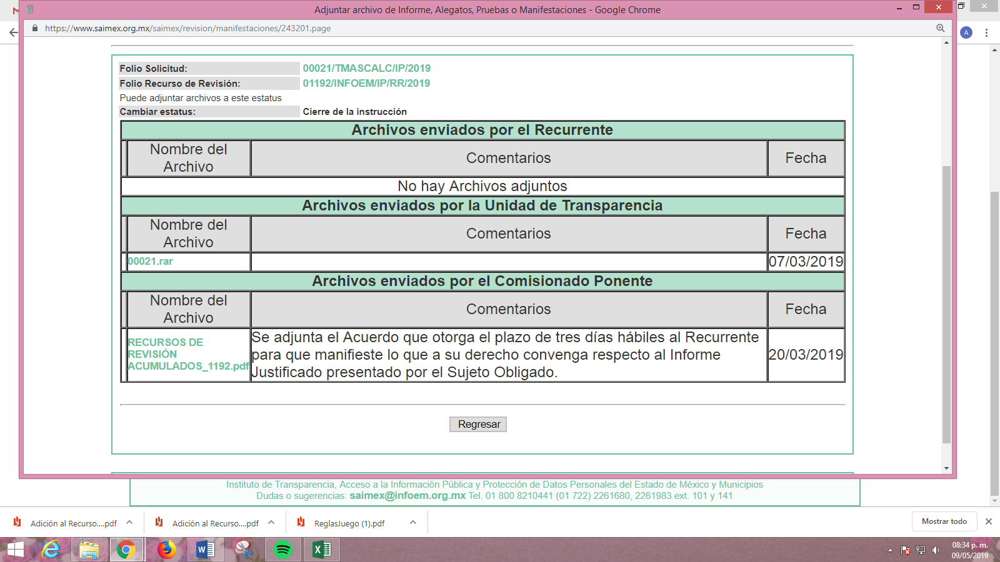 Adjuntar archivo de Informe, Alegatos, Pruebas o Manifestaciones - Google Chrome
https://www.saimex.org.mx/saimex/revision/manifestaciones/243201.page
A
Folio Solicitud: 00021/TMASCALC/IP/2019
Folio Recurso de Revisión: 01192/INFOEM/IP/RR/2019
Puede adjuntar archivos a este estatus
Cambiar estatus: Cierre de la instrucción
Archivos enviados por el Recurrente
Nombre del
Archivo
Comentarios
Fecha
No hay Archivos adjuntos
Archivos enviados por la Unidad de Transparencia
Nombre del
Archivo
Comentarios
Fecha
00021.rar
07/03/2019
Archivos enviados por el Comisionado Ponente
Nombre del
Archivo
Comentarios
Fecha
RECURSOS DE
REVISIÓN
ACUMULADOS_1192.pdf
Se adjunta el Acuerdo que otorga el plazo de tres días hábiles al Recurrente
para que manifieste lo que a su derecho convenga respecto al Informe
Justificado presentado por el Sujeto Obligado.
20/03/2019
Regresar
Instituto de Transparencia, Acceso a la Información Pública y Protección de Datos Personales del Estado de México y Municipios
Dudas o sugerencias: saimex@infoem.org.mx Tel. 01 800 8210441 (01 722) 2261680, 2261983 ext. 101 y 141
Adición al Recurso....pdf
Adición al Recurso....pdf
ReglasJuego (1).pdf
Mostrar todo
08:34 p. m.
09/05/2019